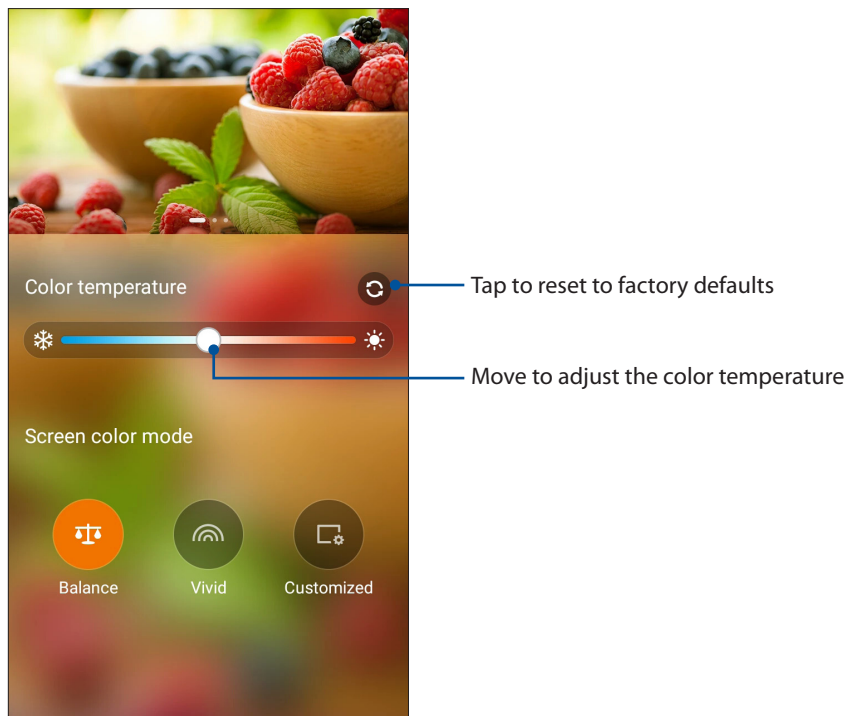 Color temperature
Tap to reset to factory defaults
Move to adjust the color temperature
Screen color mode
Balance
Vivid
Customized